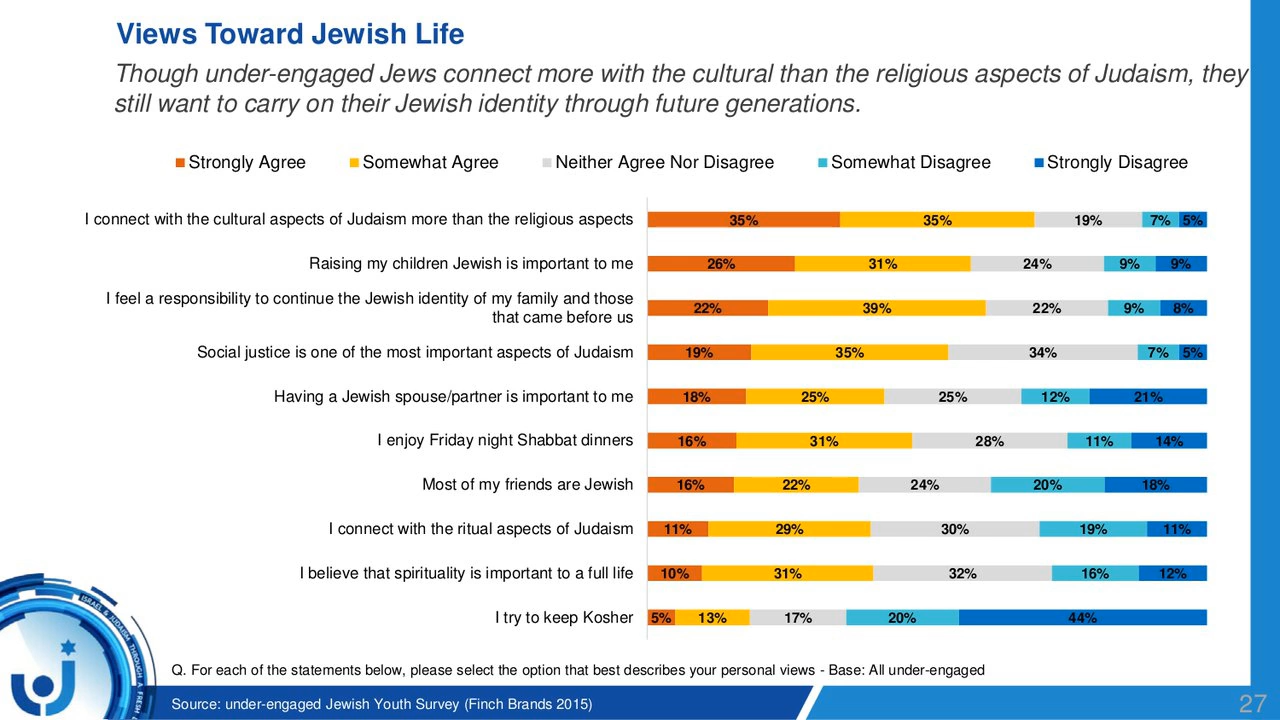 Views Toward Jewish Life
Though under-engaged Jews connect more with the cultural than the religious aspects of Judaism, they
still want to carry on their Jewish identity through future generations.
Strongly Agree Somewhat Agree Neither Agree Nor Disagree Somewhat Disagree Strongly Disagree
I connect with the cultural aspects of Judaism more than the religious aspects 35% 35% 19% 7% 5%
Raising my children Jewish is important to me 26% 31% 24% 9% 9%
I feel a responsibility to continue the Jewish identity of my family and those
that came before us 22% 39% 22% 9% 8%
Social justice is one of the most important aspects of Judaism 19% 35% 34% 7% 5%
Having a Jewish spouse/partner is important to me 18% 25% 25% 12% 21%
I enjoy Friday night Shabbat dinners 16% 31% 28% 11% 14%
Most of my friends are Jewish 16% 22% 24% 20% 18%
I connect with the ritual aspects of Judaism 11% 29% 30% 19% 11%
I believe that spirituality is important to a full life 10% 31% 32% 16% 12%
I try to keep Kosher 5% 13% 17% 20% 44%
ISRAEL & JUDAISM THROUGH A FRESH
Q. For each of the statements below, please select the option that best describes your personal views - Base: All under-engaged
Source: under-engaged Jewish Youth Survey (Finch Brands 2015)
27